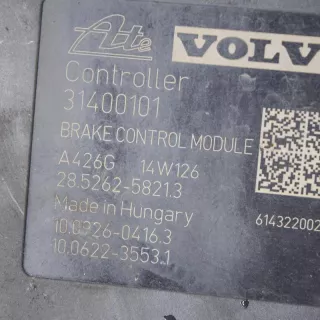 Ate VOLV
Controller
31400101
BRAKE CONTROL MODULE
A426G 14W126
28.5262-5821.3
Made in Hungary 614322002
10.0926-0416.3
10.0622-3553.1